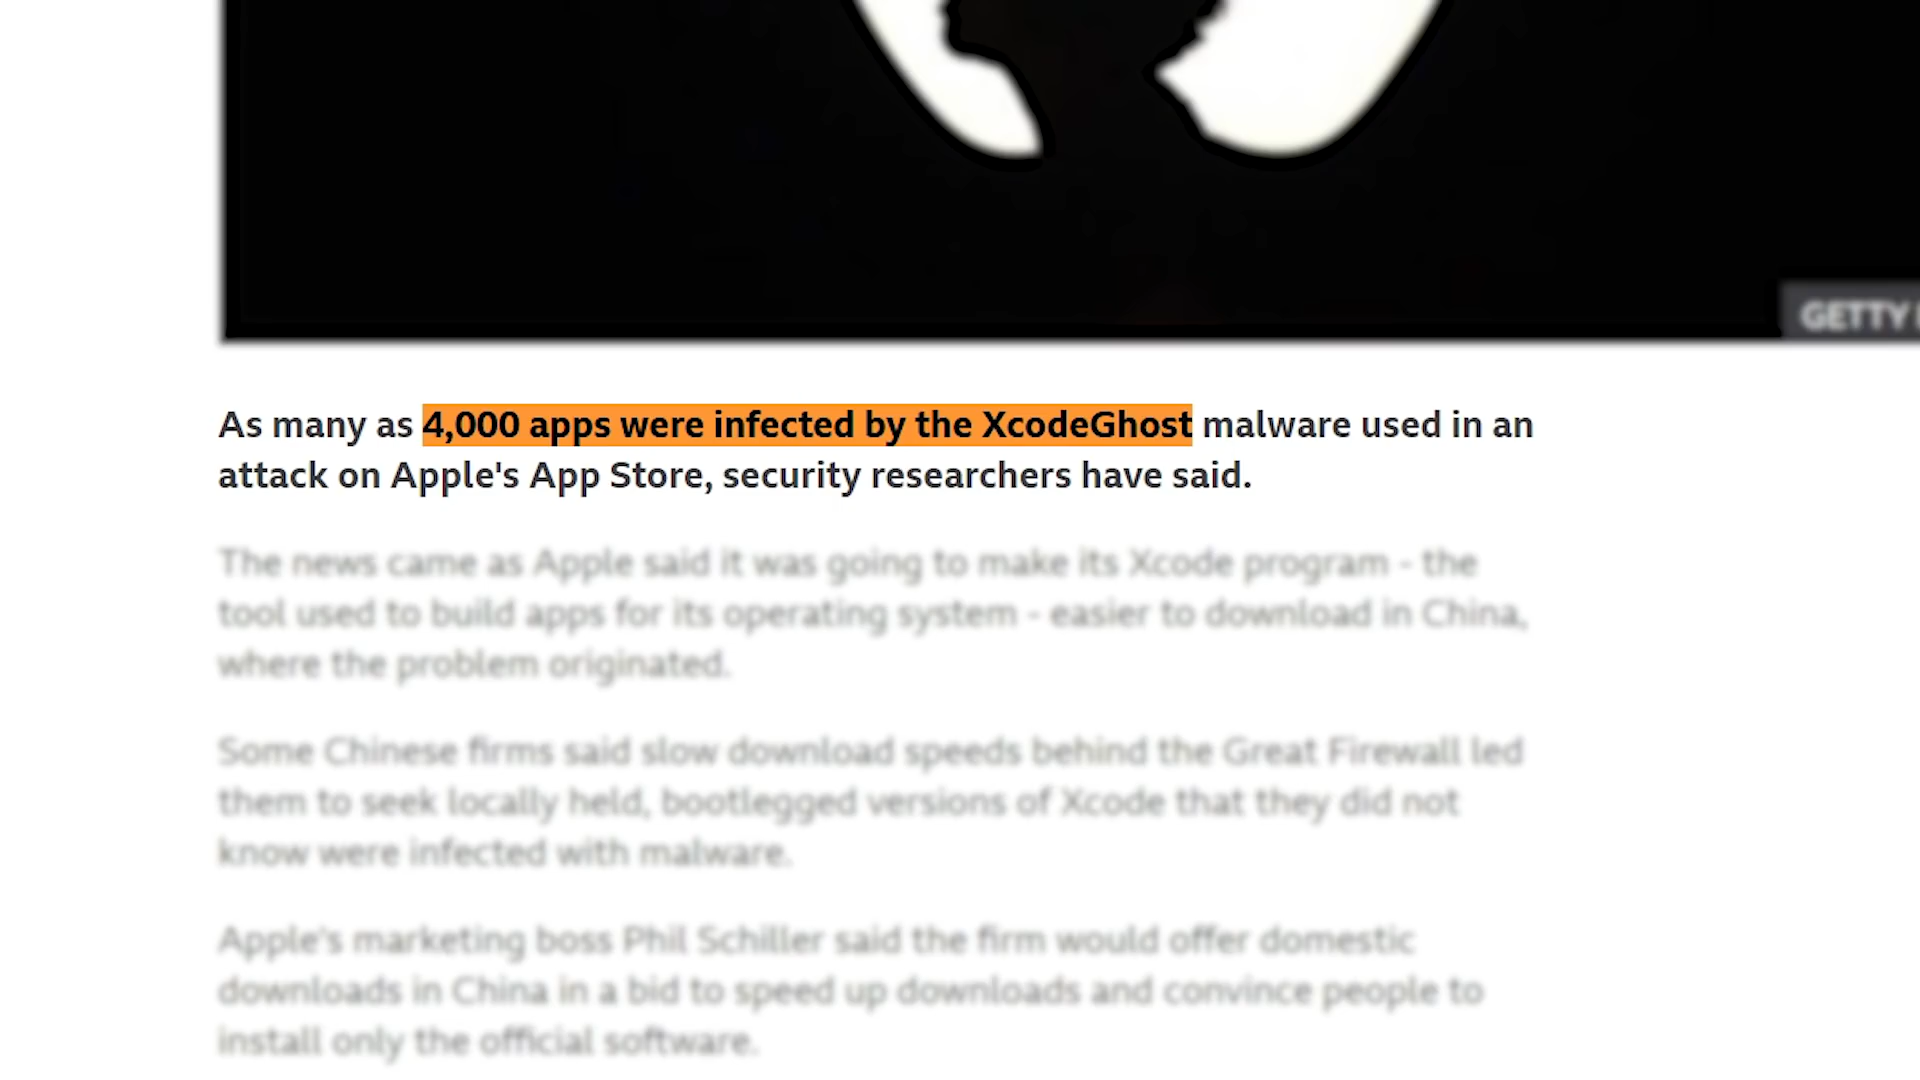 GETTY
As many as 4,000 apps were infected by the XcodeGhost malware used in an
attack on Apple's App Store, security researchers have said.
The news came as Apple said it was going to make its Xcode program - the
tool used to build apps for its operating system - easier to download in China,
where the problem originated.
Some Chinese firms said slow download speeds behind the Great Firewall led
them to seek locally held, bootlegged versions of Xcode that they did not
know were infected with malware.
Apple's marketing boss Phil Schiller said the firm would offer domestic
downloads in China in a bid to speed up downloads and convince people to
install only the official software.